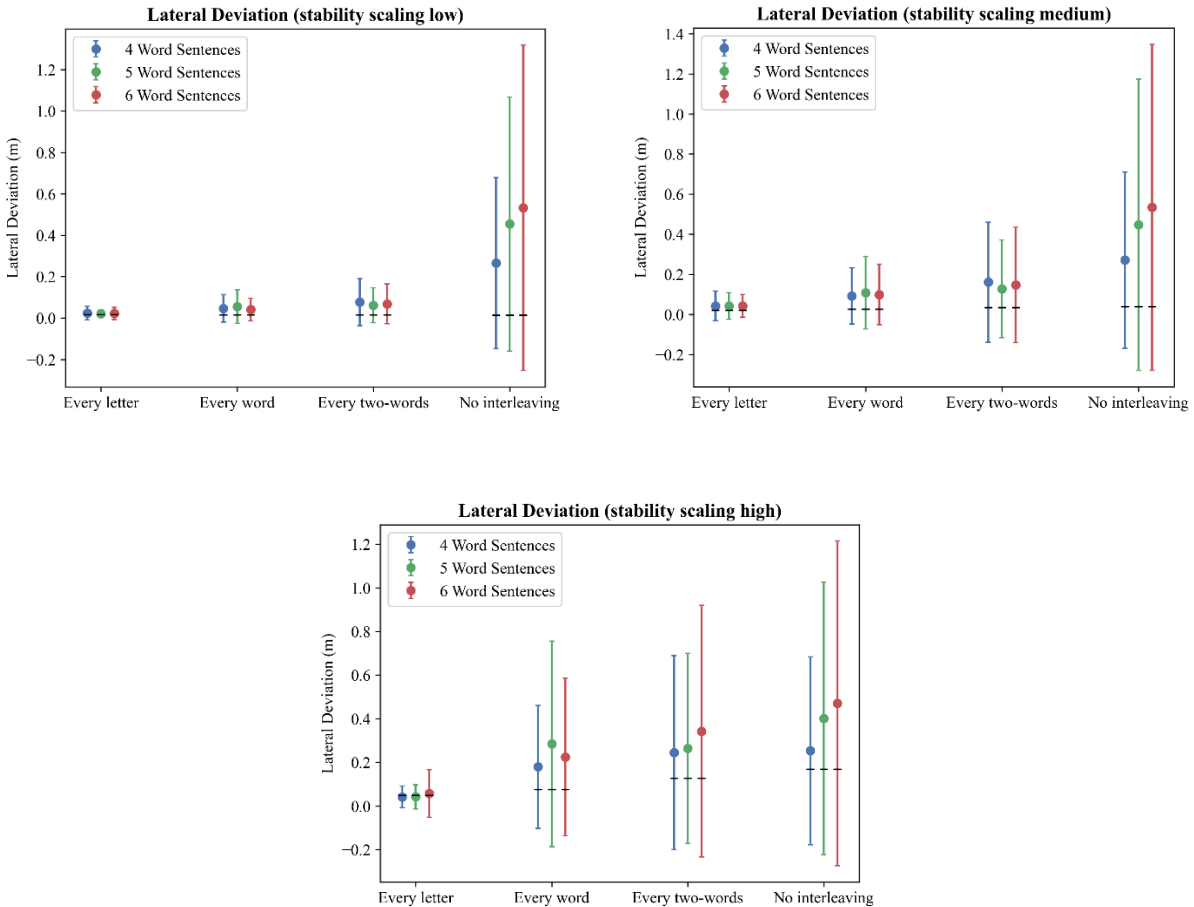 Lateral Deviation (stability scaling low)
4 Word Sentences
5 Word Sentences
6 Word Sentences
Lateral Deviation (m)
1.2
1.0
0.8
0.6
0.4
0.2
0.0
−0.2
Every letter Every word Every two-words No interleaving
Lateral Deviation (stability scaling medium)
4 Word Sentences
5 Word Sentences
6 Word Sentences
Lateral Deviation (m)
1.4
1.2
1.0
0.8
0.6
0.4
0.2
0.0
−0.2
Every letter Every word Every two-words No interleaving
Lateral Deviation (stability scaling high)
4 Word Sentences
5 Word Sentences
6 Word Sentences
Lateral Deviation (m)
1.2
1.0
0.8
0.6
0.4
0.2
0.0
−0.2
Every letter Every word Every two-words No interleaving